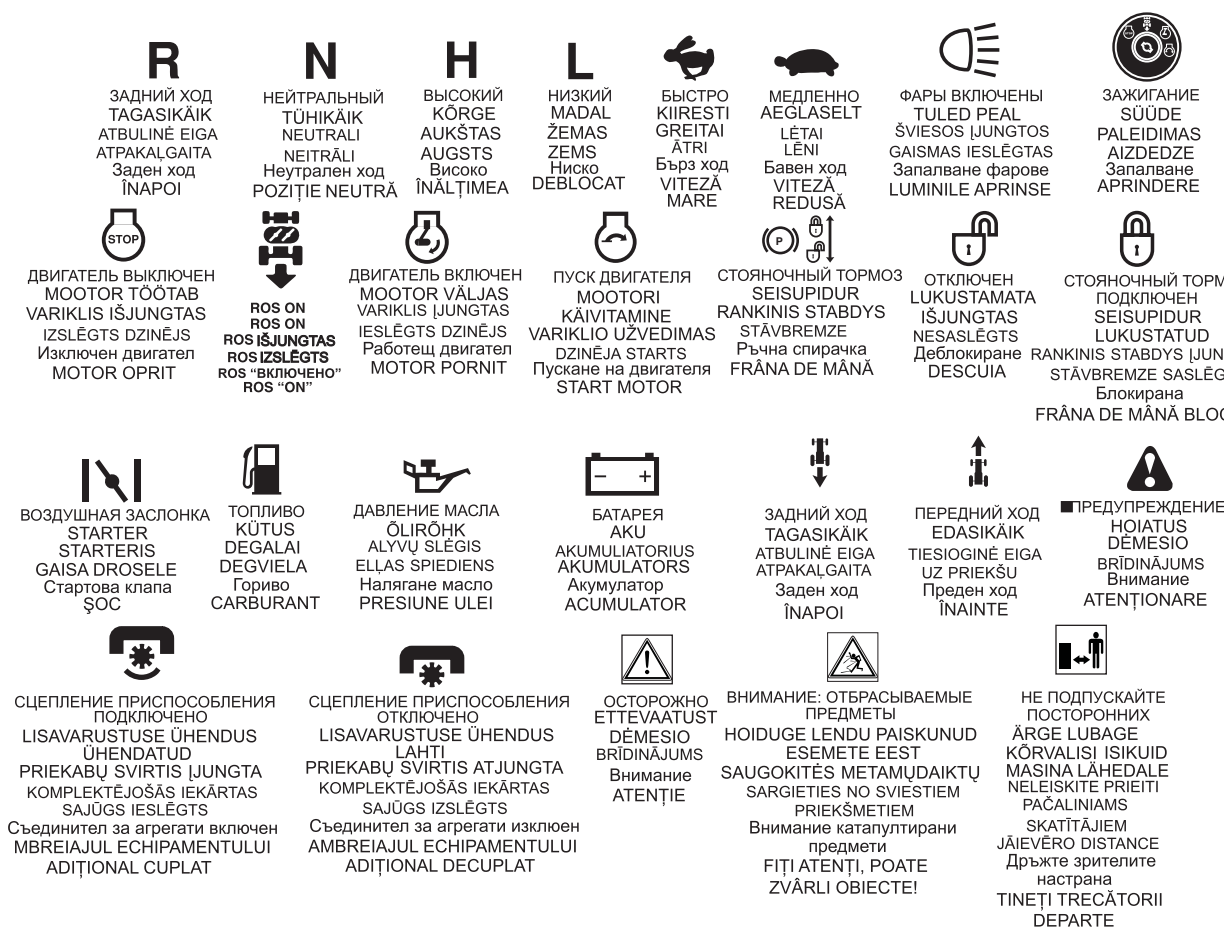 R
ЗАДНИЙ ХОД
TAGASIKÄIK
ATBULINĖ EIGA
ATPAKAĻGAITA
Заден ход
ÎNAPOI
N
НЕЙТРАЛЬНЫЙ
TÜHIKÄIK
NEUTRALI
NEITRĀLI
Неутрален ход
POZIȚIE NEUTRĂ
H
ВЫСОКИЙ
KÕRGE
AUKŠTAS
AUGSTS
Високо
ÎNĂLȚIMEA
L
НИЗКИЙ
MADAL
ŽEMAS
ZEMS
Ниско
DEBLOCAT
БЫСТРО
KIIRESTI
GREITAI
ĀTRI
Бърз ход
VITEZĂ
MARE
МЕДЛЕННО
AEGLASELT
LĖTAI
LĒNI
Бавен ход
VITEZĂ
REDUSĂ
ФАРЫ ВКЛЮЧЕНЫ
TULED PEAL
ŠVIESOS ĮJUNGTOS
GAISMAS IESLĒGTAS
Запалване фарове
LUMINILE APRINSE
ЗАЖИГАНИЕ
SÜÜDE
PALEIDIMAS
AIZDEDZE
Запалване
APRINDERE
STOP
ДВИГАТЕЛЬ ВЫКЛЮЧЕН
MOOTOR TÖÖTAB
VARIKLIS IŠJUNGTAS
IZSLĒGTS DZINĒJS
Изключен двигател
MOTOR OPRIT
ROS ON
ROS ON
ROS IŠJUNGTAS
ROS IZSLĒGTS
ROS “ВКЛЮЧЕНО”
ROS “ON”
ДВИГАТЕЛЬ ВКЛЮЧЕН
MOOTOR VÄLJAS
VARIKLIS ĮJUNGTAS
IESLĒGTS DZINĒJS
Работещ двигател
MOTOR PORNIT
ПУСК ДВИГАТЕЛЯ
MOOTORI
KÄIVITAMINE
VARIKLIO UŽVEDIMAS
DZINĒJA STARTS
Пускане на двигателя
START MOTOR
P
СТОЯНОЧНЫЙ ТОРМОЗ
SEISUPIDUR
RANKINIS STABDYS
STĀVBREMZE
Ръчна спирачка
FRÂNA DE MÂNĂ
ОТКЛЮЧЕН
LUKUSTAMATA
IŠJUNGTAS
NESASLĒGTS
Деблокиране
DESCUIA
СТОЯНОЧНЫЙ ТОРМ
ПОДКЛЮЧЕН
SEISUPIDUR
LUKUSTATUD
RANKINIS STABDYS ĮJUN
STĀVBREMZE SASLĒG
Блокирана
FRÂNA DE MÂNĂ BLOC
ВОЗДУШНАЯ ЗАСЛОНКА
STARTER
STARTERIS
GAISA DROSELE
Стартова клапа
ŞOC
ТОПЛИВО
KÜTUS
DEGALAI
DEGVIELA
Гориво
CARBURANT
ДАВЛЕНИЕ МАСЛА
ÕLIRÕHK
ALYVŲ SLĖGIS
EĻĻAS SPIEDIENS
Налягане масло
PRESIUNE ULEI
БАТАРЕЯ
AKU
AKUMULIATORIUS
AKUMULATORS
Акумулатор
ACUMULATOR
ЗАДНИЙ ХОД
TAGASIKÄIK
ATBULINĖ EIGA
ATPAKAĻGAITA
Заден ход
ÎNAPOI
ПЕРЕДНИЙ ХОД
EDASIKÄIK
TIESIOGINĖ EIGA
UZ PRIEKŠU
Преден ход
ÎNAINTE
ПРЕДУПРЕЖДЕНИЕ
HOIATUS
DĖMESIO
BRĪDINĀJUMS
Внимание
ATENȚIONARE
СЦЕПЛЕНИЕ ПРИСПОСОБЛЕНИЯ
ПОДКЛЮЧЕНО
LISAVARUSTUSE ÜHENDUS
ÜHENDATUD
PRIEKABŲ SVIRTIS ĮJUNGTA
KOMPLEKTĒJOŠĀS IEKĀRTAS
SAJŪGS IESLĒGTS
Съединител за агрегати включен
MBREIAJUL ECHIPAMENTULUI
ADIȚIONAL CUPLAT
СЦЕПЛЕНИЕ ПРИСПОСОБЛЕНИЯ
ОТКЛЮЧЕНО
LISAVARUSTUSE ÜHENDUS
LAHTI
PRIEKABŲ SVIRTIS ATJUNGTA
KOMPLEKTĒJOŠĀS IEKĀRTAS
SAJŪGS IZSLĒGTS
Съединител за агрегати изклюен
AMBREIAJUL ECHIPAMENTULUI
ADIȚIONAL DECUPLAT
ОСТОРОЖНО
ETTEVAATUST
DĖMESIO
BRĪDINĀJUMS
Внимание
ATENȚIE
ВНИМАНИЕ: ОТБРАСЫВАЕМЫЕ
ПРЕДМЕТЫ
HOIDUGE LENDU PAISKUNUD
ESEMETE EEST
SAUGOKITĖS METAMŲDAIKTŲ
SARGIETIES NO SVIESTIEM
PRIEKŠMETIEM
Внимание катапултирани
предмети
FIȚI ATENȚI, POATE
ZVÂRLI OBIECTE!
НЕ ПОДПУСКАЙТЕ
ПОСТОРОННИХ
ÄRGE LUBAGE
KÕRVALISI ISIKUID
MASINA LÄHEDALE
NELEISKITE PRIEITI
PAČALINIAMS
SKATĪTĀJIEM
JĀIEVĒRO DISTANCE
Дръжте зрителите
настрана
TINEȚI TRECĂTORII
DEPARTE